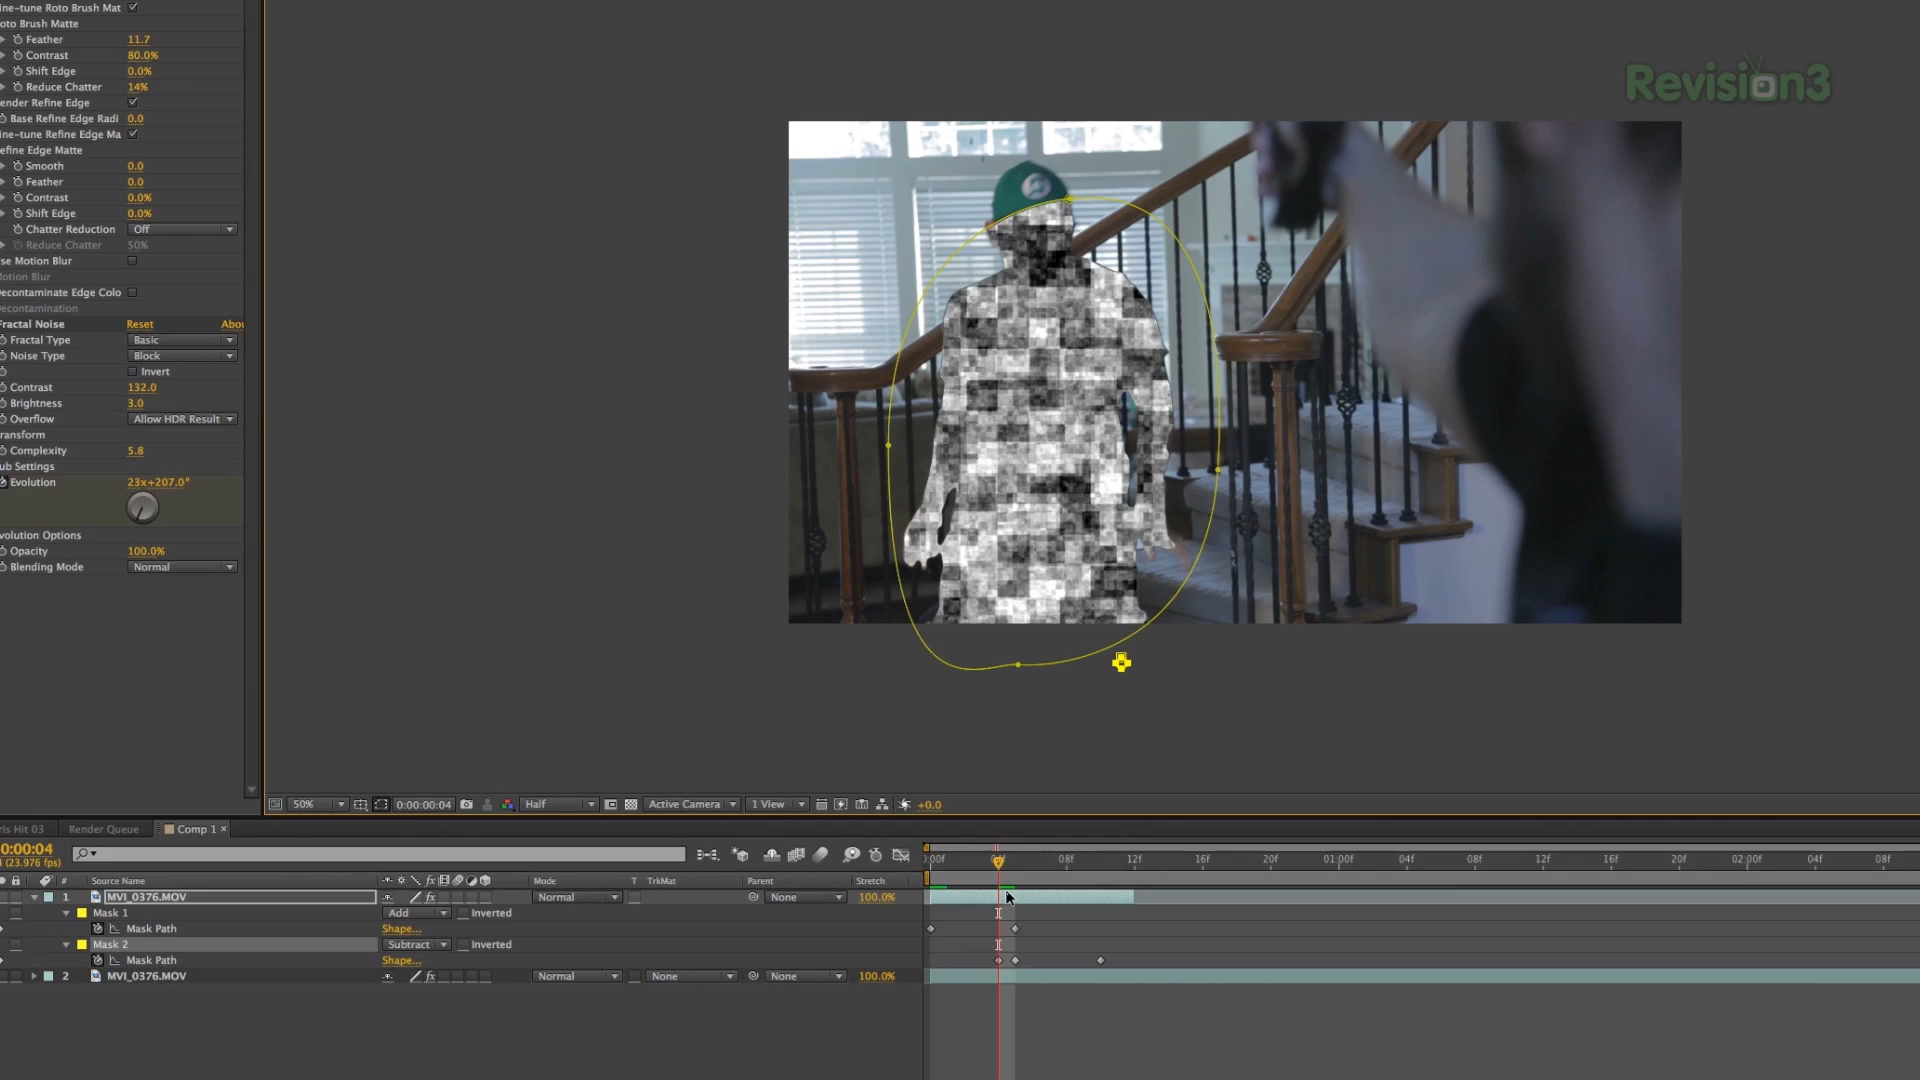 ine-tune Roto Brush Mat
oto Brush Matte
Feather 11.7
Contrast 80.0%
Shift Edge 0.0%
Reduce Chatter 14%
ender Refine Edge
Base Refine Edge Radi 0.0
ine-tune Refine Edge Ma
efine Edge Matte
Smooth 0.0
Feather 0.0
Contrast 0.0%
Shift Edge 0.0%
Chatter Reduction Off
Reduce Chatter 50%
se Motion Blur
otion Blur
econtaminate Edge Colo
econtamination
Fractal Noise Reset Abou
Fractal Type Basic
Noise Type Block
Invert
Contrast 132.0
Brightness 3.0
Overflow Allow HDR Result
ransform
Complexity 5.8
ub Settings
Evolution 23x+207.0°
volution Options
Opacity 100.0%
Blending Mode Normal
Revision3
50% 0:00:00:04 Half Active Camera 1 View +0.0
ris Hit 03 Render Queue Comp 1 ×
0:00:04
(23.976 fps)
:00f 08f 12f 16f 20f 01:00f 04f 08f 12f 16f 20f 02:00f 04f 08f
# Source Name fx Mode T TrkMat Parent Stretch
1 MVI_0376.MOV fx Normal None 100.0%
Mask 1 Add Inverted
Mask Path Shape...
Mask 2 Subtract Inverted
Mask Path Shape...
2 MVI_0376.MOV fx Normal None None 100.0%